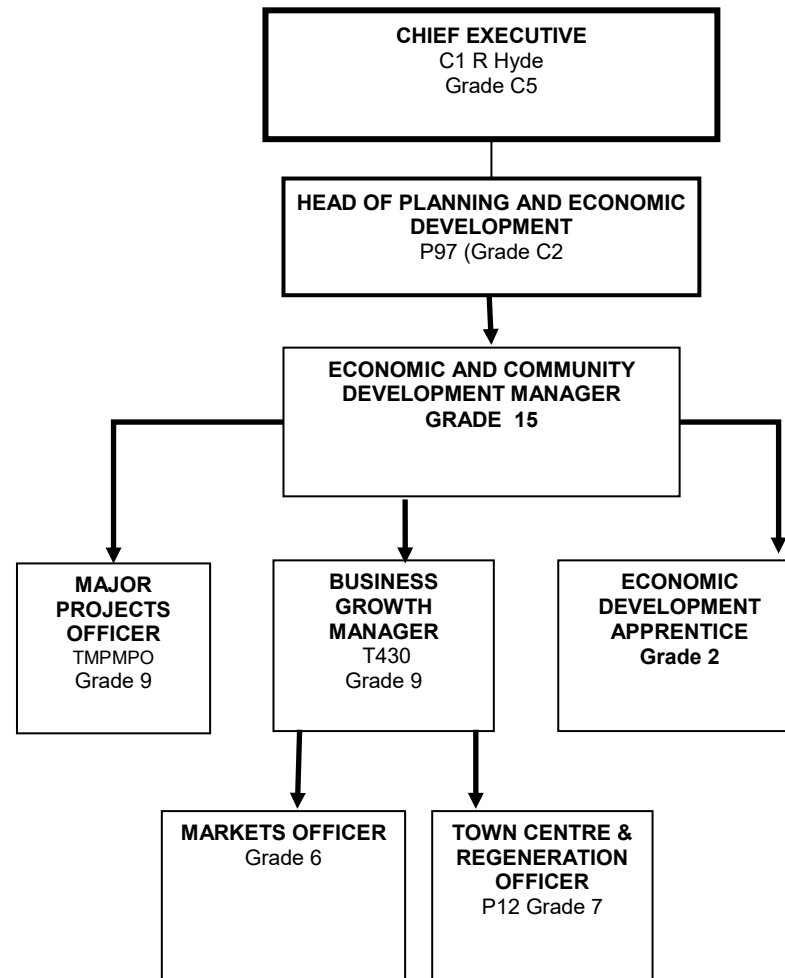 CHIEF EXECUTIVE
C1 R Hyde
Grade C5
HEAD OF PLANNING AND ECONOMIC
DEVELOPMENT
P97 (Grade C2
ECONOMIC AND COMMUNITY
DEVELOPMENT MANAGER
GRADE  15
MAJOR
PROJECTS
OFFICER
TMPMPO
Grade 9
BUSINESS
GROWTH
MANAGER
T430
Grade 9
ECONOMIC
DEVELOPMENT
APPRENTICE
Grade 2
MARKETS OFFICER
Grade 6
TOWN CENTRE &
REGENERATION
OFFICER
P12 Grade 7